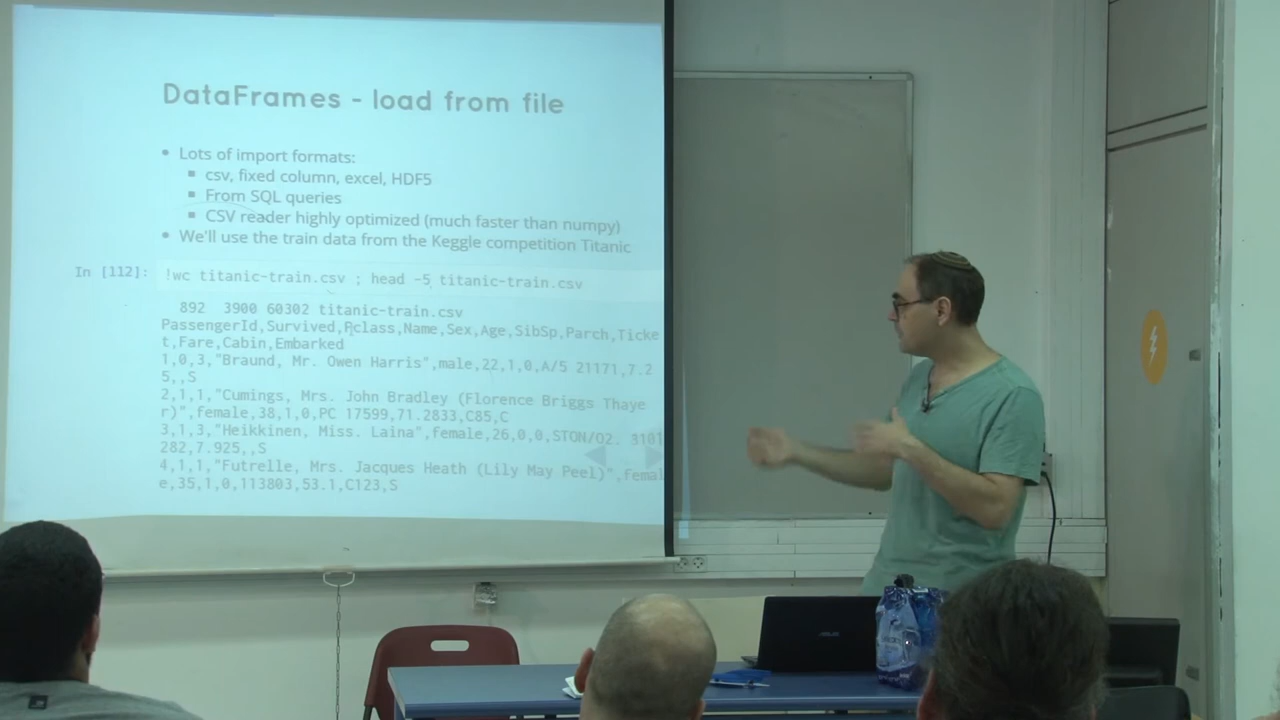 DataFrames - load from file
• Lots of import formats:
▪ csv, fixed column, excel, HDF5
▪ From SQL queries
▪ CSV reader highly optimized (much faster than numpy)
• We'll use the train data from the Keggle competition Titanic
In [112]: !wc titanic-train.csv ; head -5 titanic-train.csv
892 3900 60302 titanic-train.csv
PassengerId,Survived,Pclass,Name,Sex,Age,SibSp,Parch,Ticke
t,Fare,Cabin,Embarked
1,0,3,"Braund, Mr. Owen Harris",male,22,1,0,A/5 21171,7.2
5,,S
2,1,1,"Cumings, Mrs. John Bradley (Florence Briggs Thaye
r)",female,38,1,0,PC 17599,71.2833,C85,C
3,1,3,"Heikkinen, Miss. Laina",female,26,0,0,STON/O2. 3101
282,7.925,,S
4,1,1,"Futrelle, Mrs. Jacques Heath (Lily May Peel)",femal
e,35,1,0,113803,53.1,C123,S
ASUS